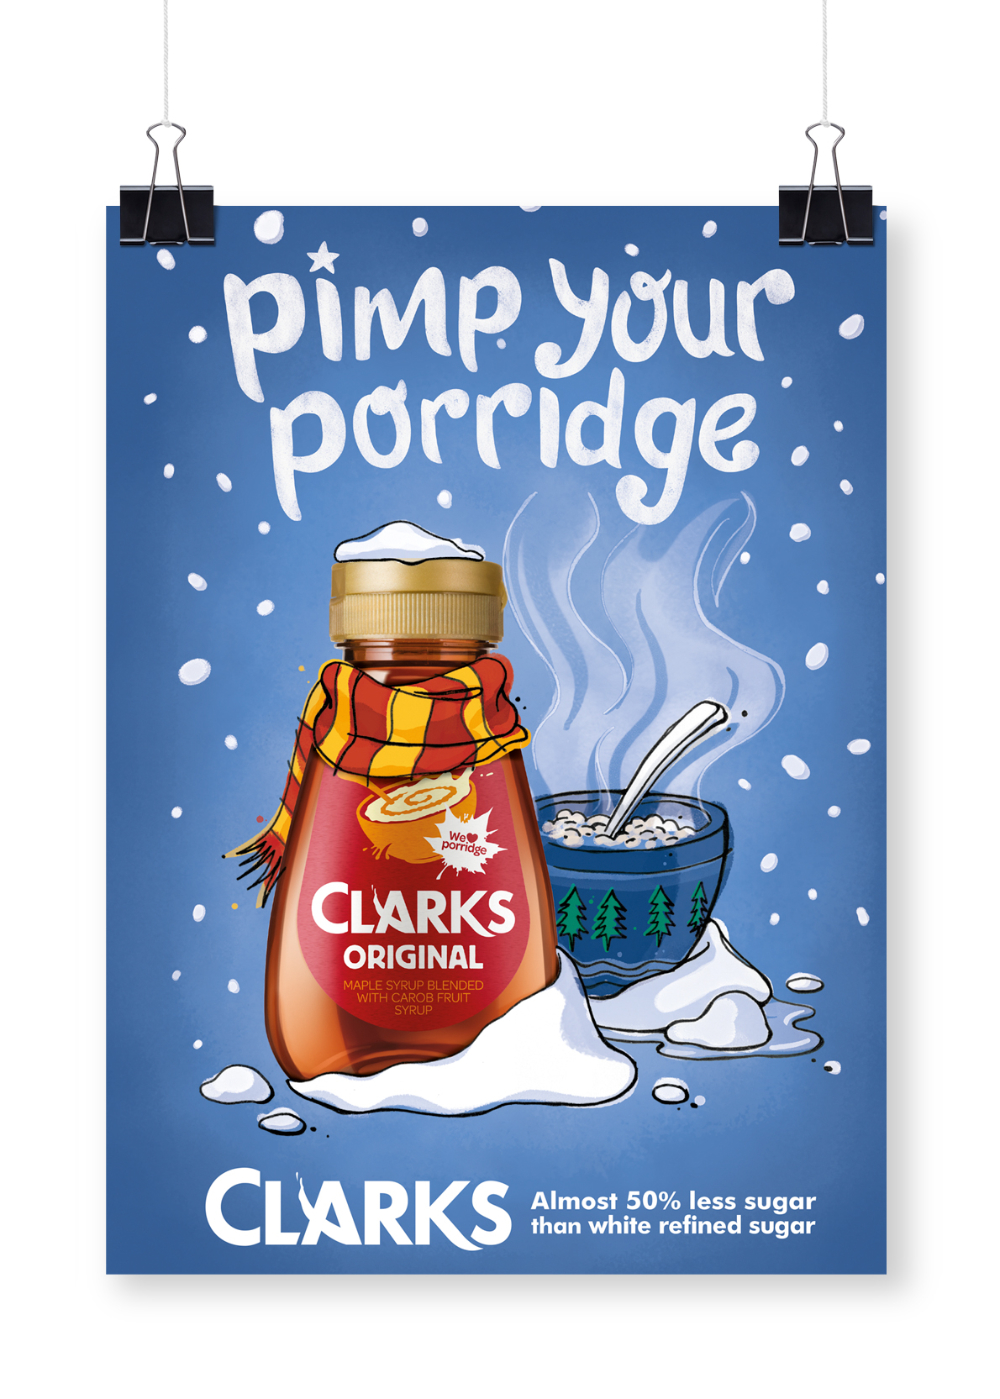 pimp your
porridge
We
porridge
CLARKS
ORIGINAL
MAPLE SYRUP BLENDED
WITH CAROB FRUIT
SYRUP
CLARKS
Almost 50% less sugar
than white refined sugar